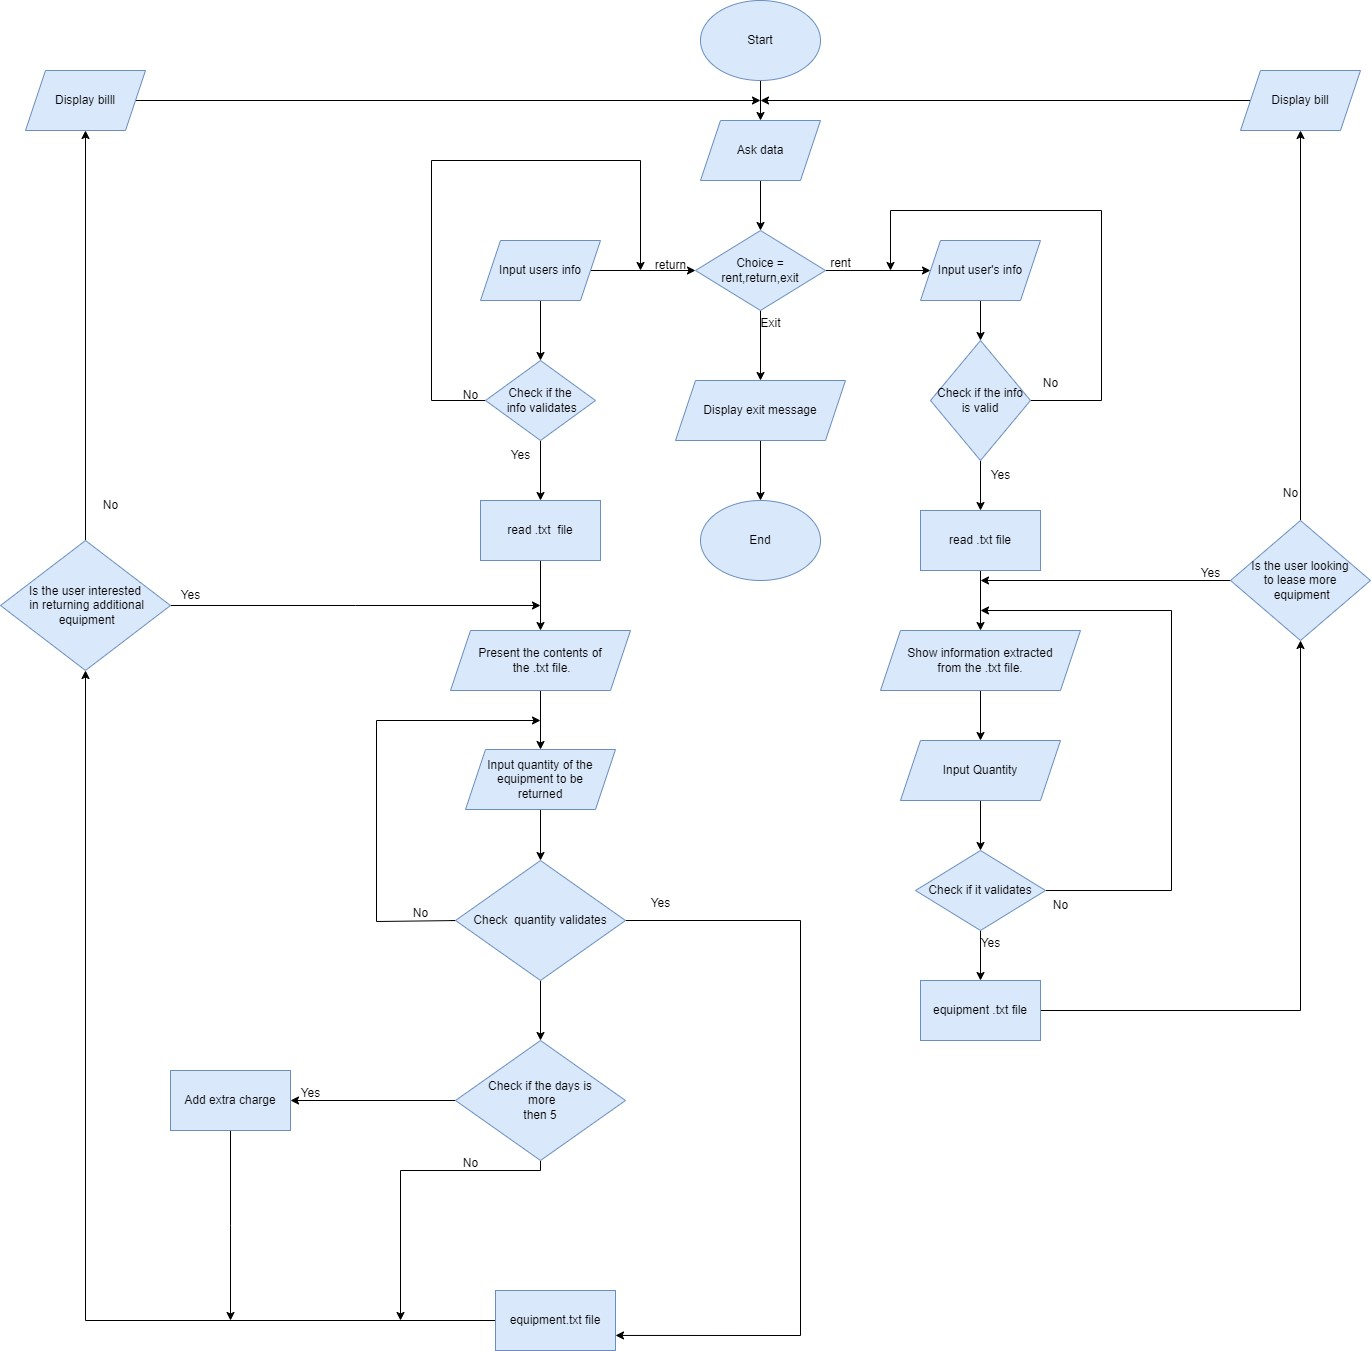 Start
Display billl
Display bill
Ask data
Input users info
return
Choice =
rent,return,exit
rent
Input user's info
Exit
No
Check if the
info validates
Display exit message
Check if the info
is valid
No
Yes
Yes
No
No
read .txt  file
End
read .txt file
Is the user interested
in returning additional
equipment
Yes
Yes
Is the user looking
to lease more
equipment
Present the contents of
the .txt file.
Show information extracted
from the .txt file.
Input quantity of the
equipment to be
returned
Input Quantity
No
Check  quantity validates
Yes
Check if it validates
No
Yes
equipment .txt file
Add extra charge
Yes
Check if the days is
more
then 5
No
equipment.txt file